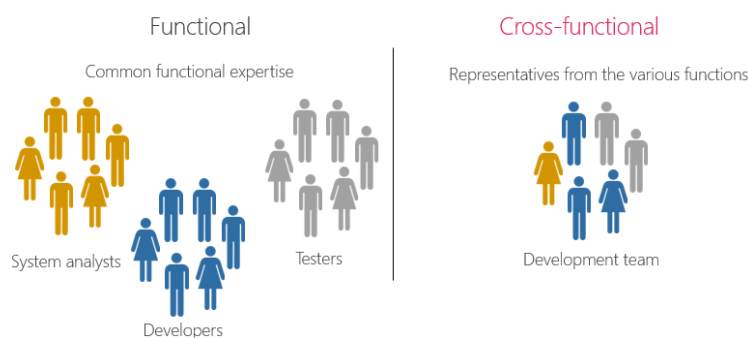 Functional
Common functional expertise
System analysts
Developers
Testers
Cross-functional
Representatives from the various functions
Development team